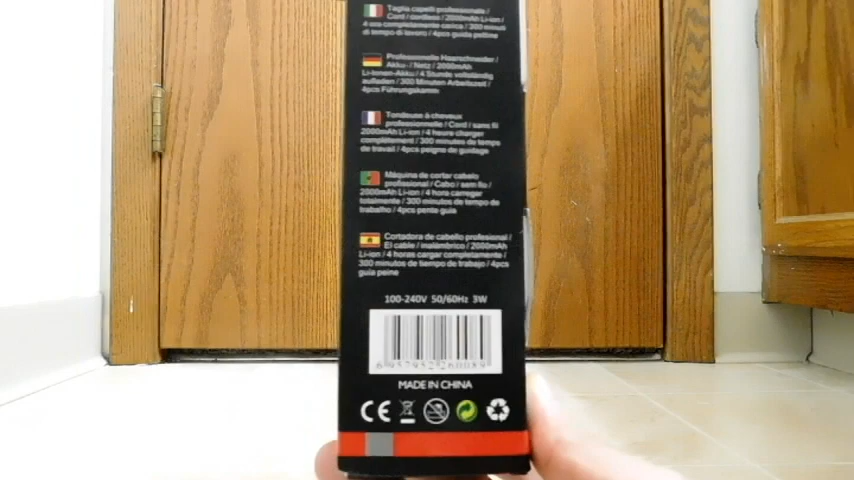 Taglia capelli professionale /
Cord / cordless / 2000mAh Li-ion /
4 ore completamente carica / 300 minuti
di tempo di lavoro / 4pcs guida pettine
Professionelle Haarschneider /
Akku- / Netz / 2000mAh
Li-Ionen-Akku / 4 Stunde vollständig
aufladen / 300 Minuten Arbeitszeit /
4pcs Führungskamm
Tondeuse à cheveux
professionnelle / Cord / sans fil
2000mAh Li-ion / 4 heure charger
complètement / 300 minutes de temps
de travail / 4pcs peigne de guidage
Máquina de cortar cabelo
profissional / Cabo / sem fio /
2000mAh Li-ion / 4 hora carregar
totalmente / 300 minutos de tempo de
trabalho / 4pcs pente guia
Cortadora de cabello profesional /
El cable / inalámbrico / 2000mAh
Li-ion / 4 horas cargar completamente /
300 minutos de tiempo de trabajo / 4pcs
guía peine
100-240V 50/60Hz 3W
6957952260089
MADE IN CHINA
CE